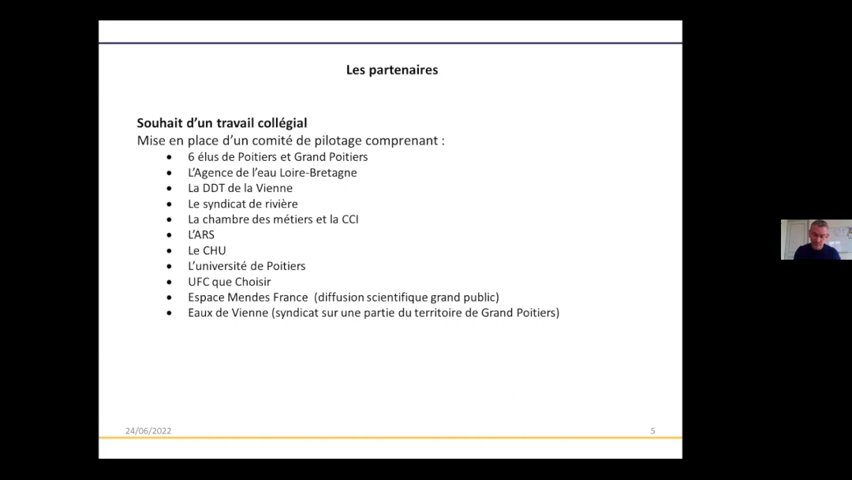 Les partenaires
Souhait d'un travail collégial
Mise en place d'un comité de pilotage comprenant :
• 6 élus de Poitiers et Grand Poitiers
• L'Agence de l'eau Loire-Bretagne
• La DDT de la Vienne
• Le syndicat de rivière
• La chambre des métiers et la CCI
• L'ARS
• Le CHU
• L'université de Poitiers
• UFC que Choisir
• Espace Mendes France (diffusion scientifique grand public)
• Eaux de Vienne (syndicat sur une partie du territoire de Grand Poitiers)
24/06/2022
5